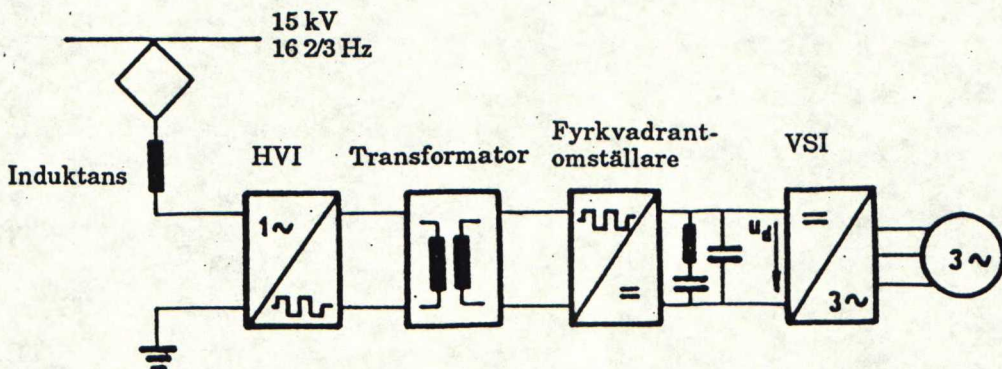 15 kV
16 2/3 Hz
Induktans
HVI
Transformator
Fyrkvadrant-
omställare
VSI
1~
=
u_d
=
3~
3~